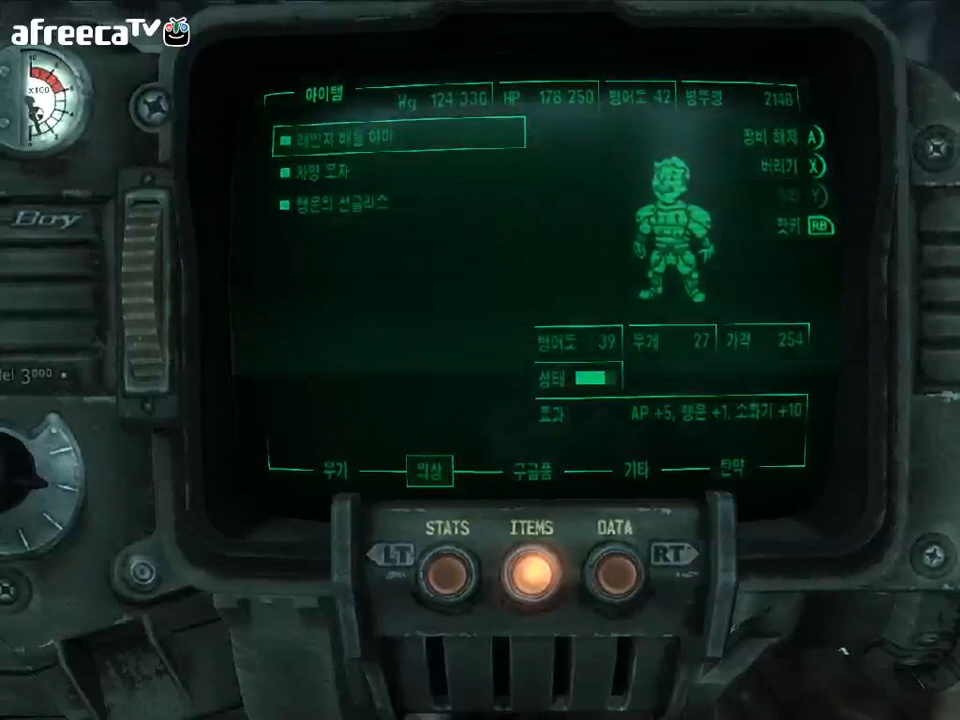 afreecaTV
x100
아이템 Wg 124 330 HP 178 250 방어도 42 병뚜껑 2148
레인저 배틀 아머
차양 모자
행운의 선글라스
장비 해제 A)
버리기 X)
Y)
핫키 RB
Boy
방어도 39 무게 27 가격 254
상태
효과 AP +5, 행운 +1, 소화기 +10
del 3000
무기 의상 구급품 기타 탄약
STATS ITEMS DATA
LT RT